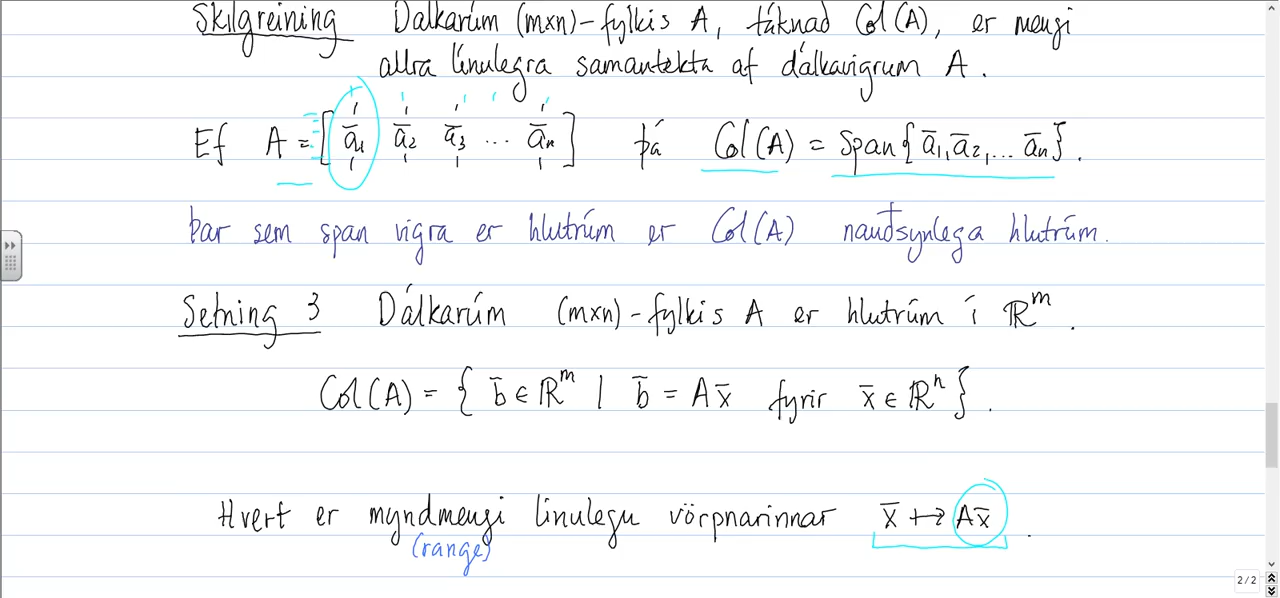 Skilgreining Dálkarúm (m×n)-fylkis A, táknað Col(A), er mengi
allra línulegra samantekta af dálkavigrum A.
Ef A = [ā₁ ā₂ ā₃ ... āₙ] þá Col(A) = Span{ā₁, ā₂, ... āₙ}.
Þar sem span vigra er hlutrúm er Col(A) nauðsynlega hlutrúm.
Setning 3 Dálkarúm (m×n)-fylkis A er hlutrúm í ℝᵐ.
Col(A) = { b̄ ∈ ℝᵐ | b̄ = Ax̄ fyrir x̄ ∈ ℝⁿ }.
Hvert er myndmengi línulegu vörpnarinnar x̄ ↦ Ax̄.
(range)
2/2